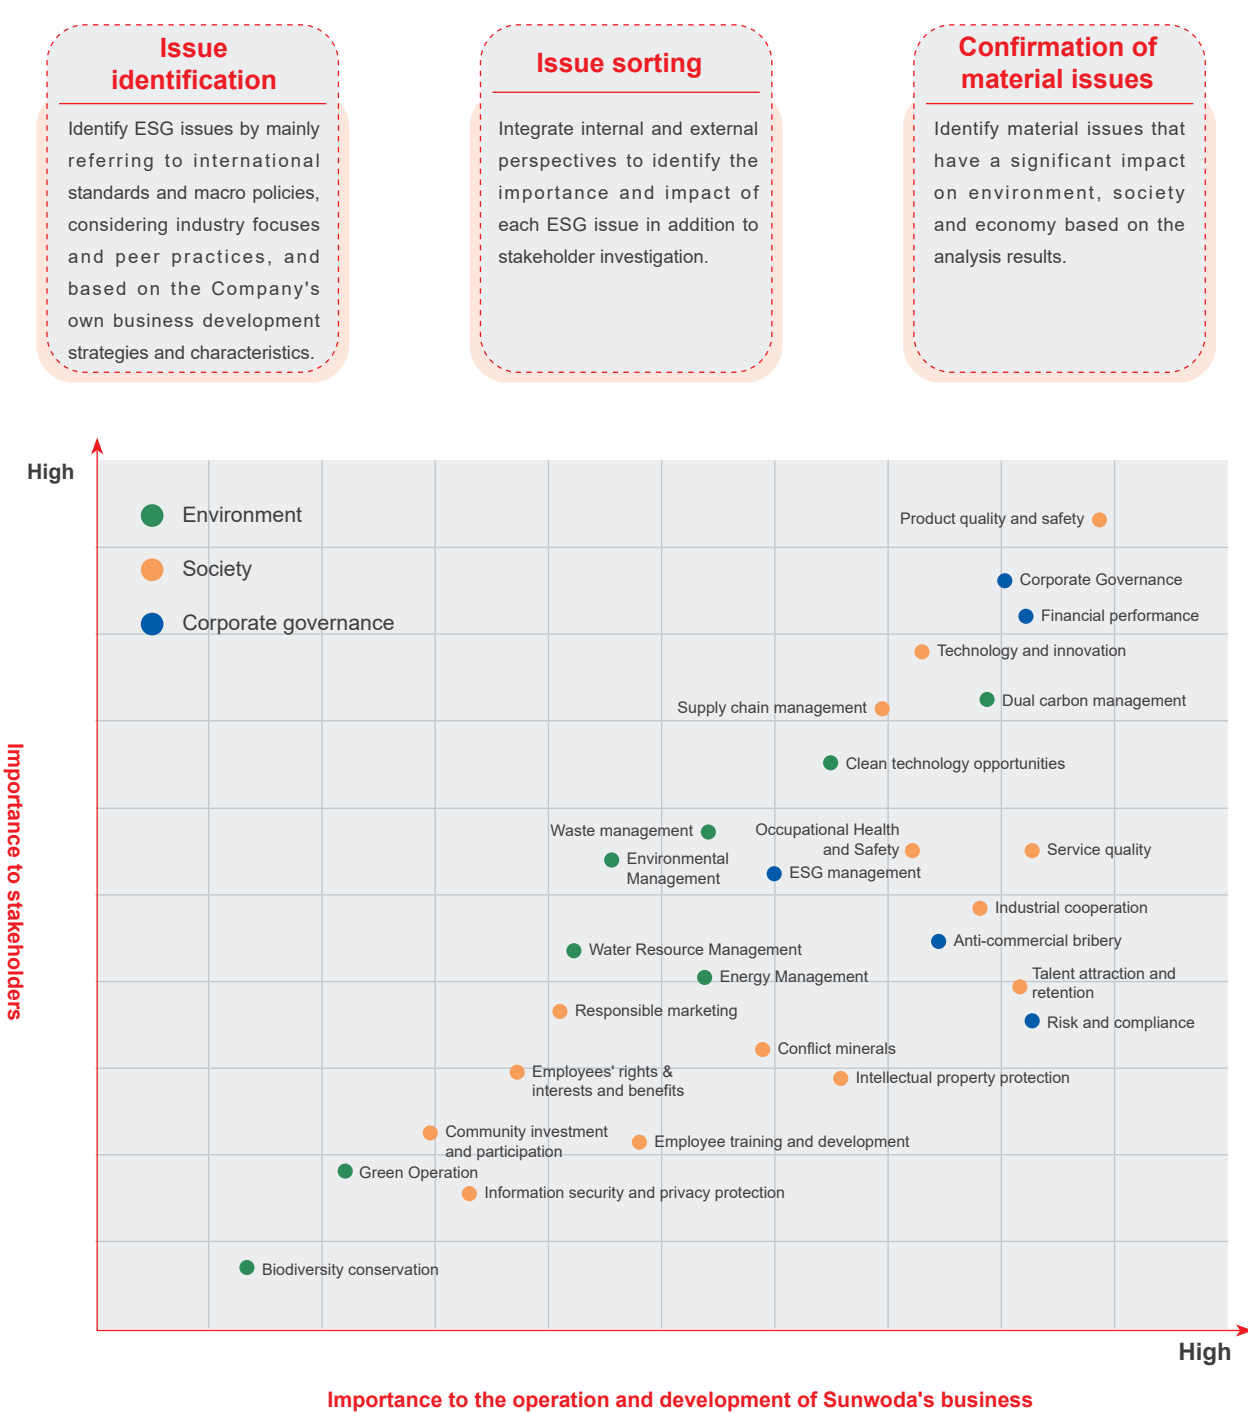 Issue
identification
Identify ESG issues by mainly
referring to international
standards and macro policies,
considering industry focuses
and peer practices, and
based on the Company's
own business development
strategies and characteristics.
Issue sorting
Integrate internal and external
perspectives to identify the
importance and impact of
each ESG issue in addition to
stakeholder investigation.
Confirmation of
material issues
Identify material issues that
have a significant impact
on environment, society
and economy based on the
analysis results.
High
Environment
Society
Corporate governance
Product quality and safety
Corporate Governance
Financial performance
Technology and innovation
Dual carbon management
Supply chain management
Clean technology opportunities
Waste management
Occupational Health
and Safety
Service quality
Environmental
Management
ESG management
Industrial cooperation
Anti-commercial bribery
Water Resource Management
Energy Management
Talent attraction and
retention
Responsible marketing
Risk and compliance
Conflict minerals
Employees' rights &
interests and benefits
Intellectual property protection
Community investment
and participation
Employee training and development
Green Operation
Information security and privacy protection
Biodiversity conservation
Importance to stakeholders
High
Importance to the operation and development of Sunwoda's business